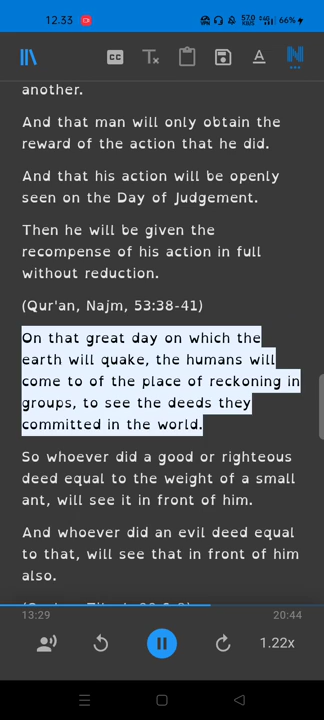 12.33
57.0
KB/S
66%
CC
A
N
another.
And that man will only obtain the
reward of the action that he did.
And that his action will be openly
seen on the Day of Judgement.
Then he will be given the
recompense of his action in full
without reduction.
(Qur'an, Najm, 53:38-41)
On that great day on which the
earth will quake, the humans will
come to of the place of reckoning in
groups, to see the deeds they
committed in the world.
So whoever did a good or righteous
deed equal to the weight of a small
ant, will see it in front of him.
And whoever did an evil deed equal
to that, will see that in front of him
also.
13:29
20:44
1.22x